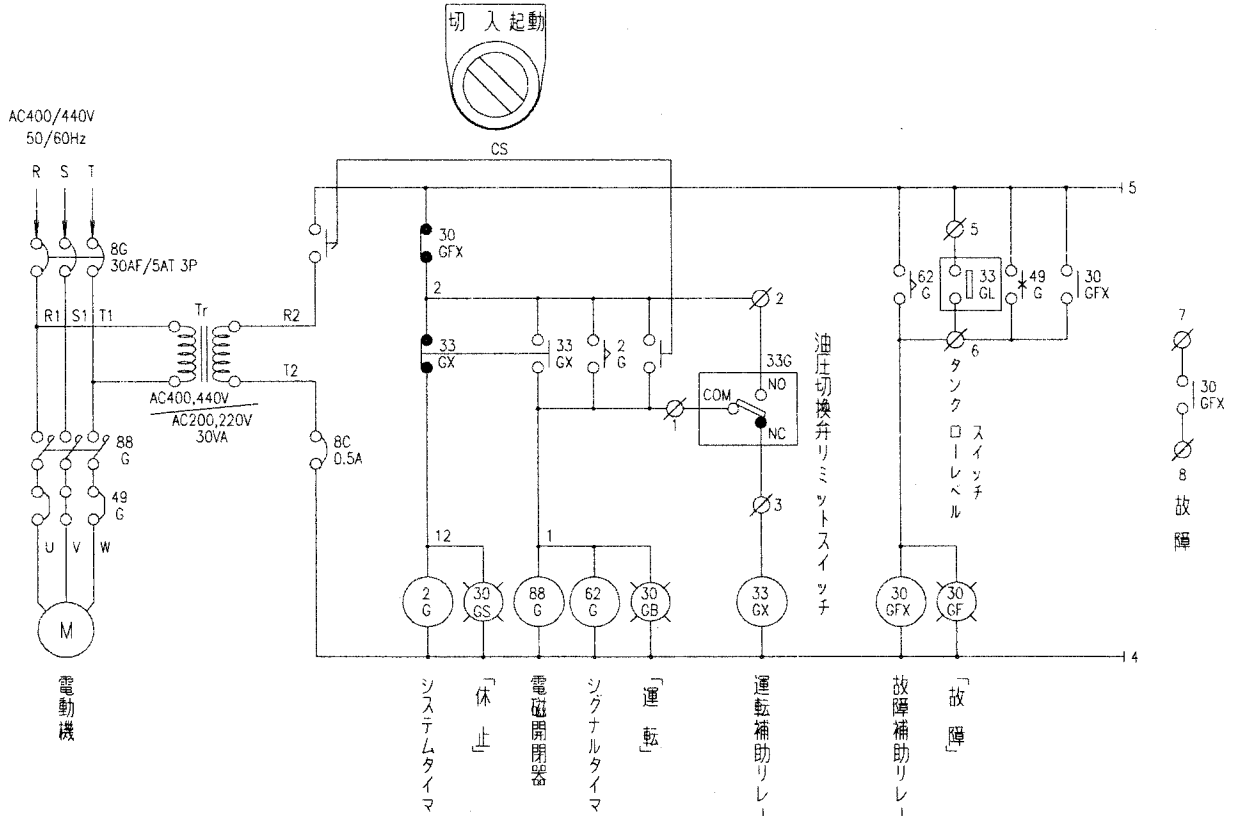 切 入 起動
CS
AC400/440V
50/60Hz
R S T
8G
30AF/5AT 3P
R1 S1 T1
Tr
R2
T2
AC400,440V
AC200,220V
30VA
88
G
49
G
U V W
M
電動機
8C
0.5A
5
30
GFX
2
2
33
GX
33
GX
2
G
1
33G
NO
COM
NC
3
油圧切換弁リミットスイッチ
12
1
2
G
30
GS
88
G
62
G
30
GB
33
GX
30
GFX
30
GF
4
システムタイマ
「休止」
電磁開閉器
シグナルタイマ
「運転」
運転補助リレー
故障補助リレー
「故障」
62
G
5
33
GL
49
G
30
GFX
6
タンクローレベル
スイッチ
7
30
GFX
8
故障